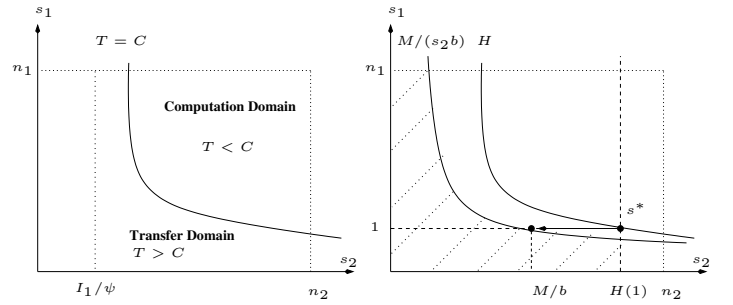 s₁
T = C
n₁
Computation Domain
T < C
Transfer Domain
T > C
s₂
I₁/ψ
n₂
s₁
M/(s₂b) H
n₁
s*
1
s₂
M/b
H(1)
n₂